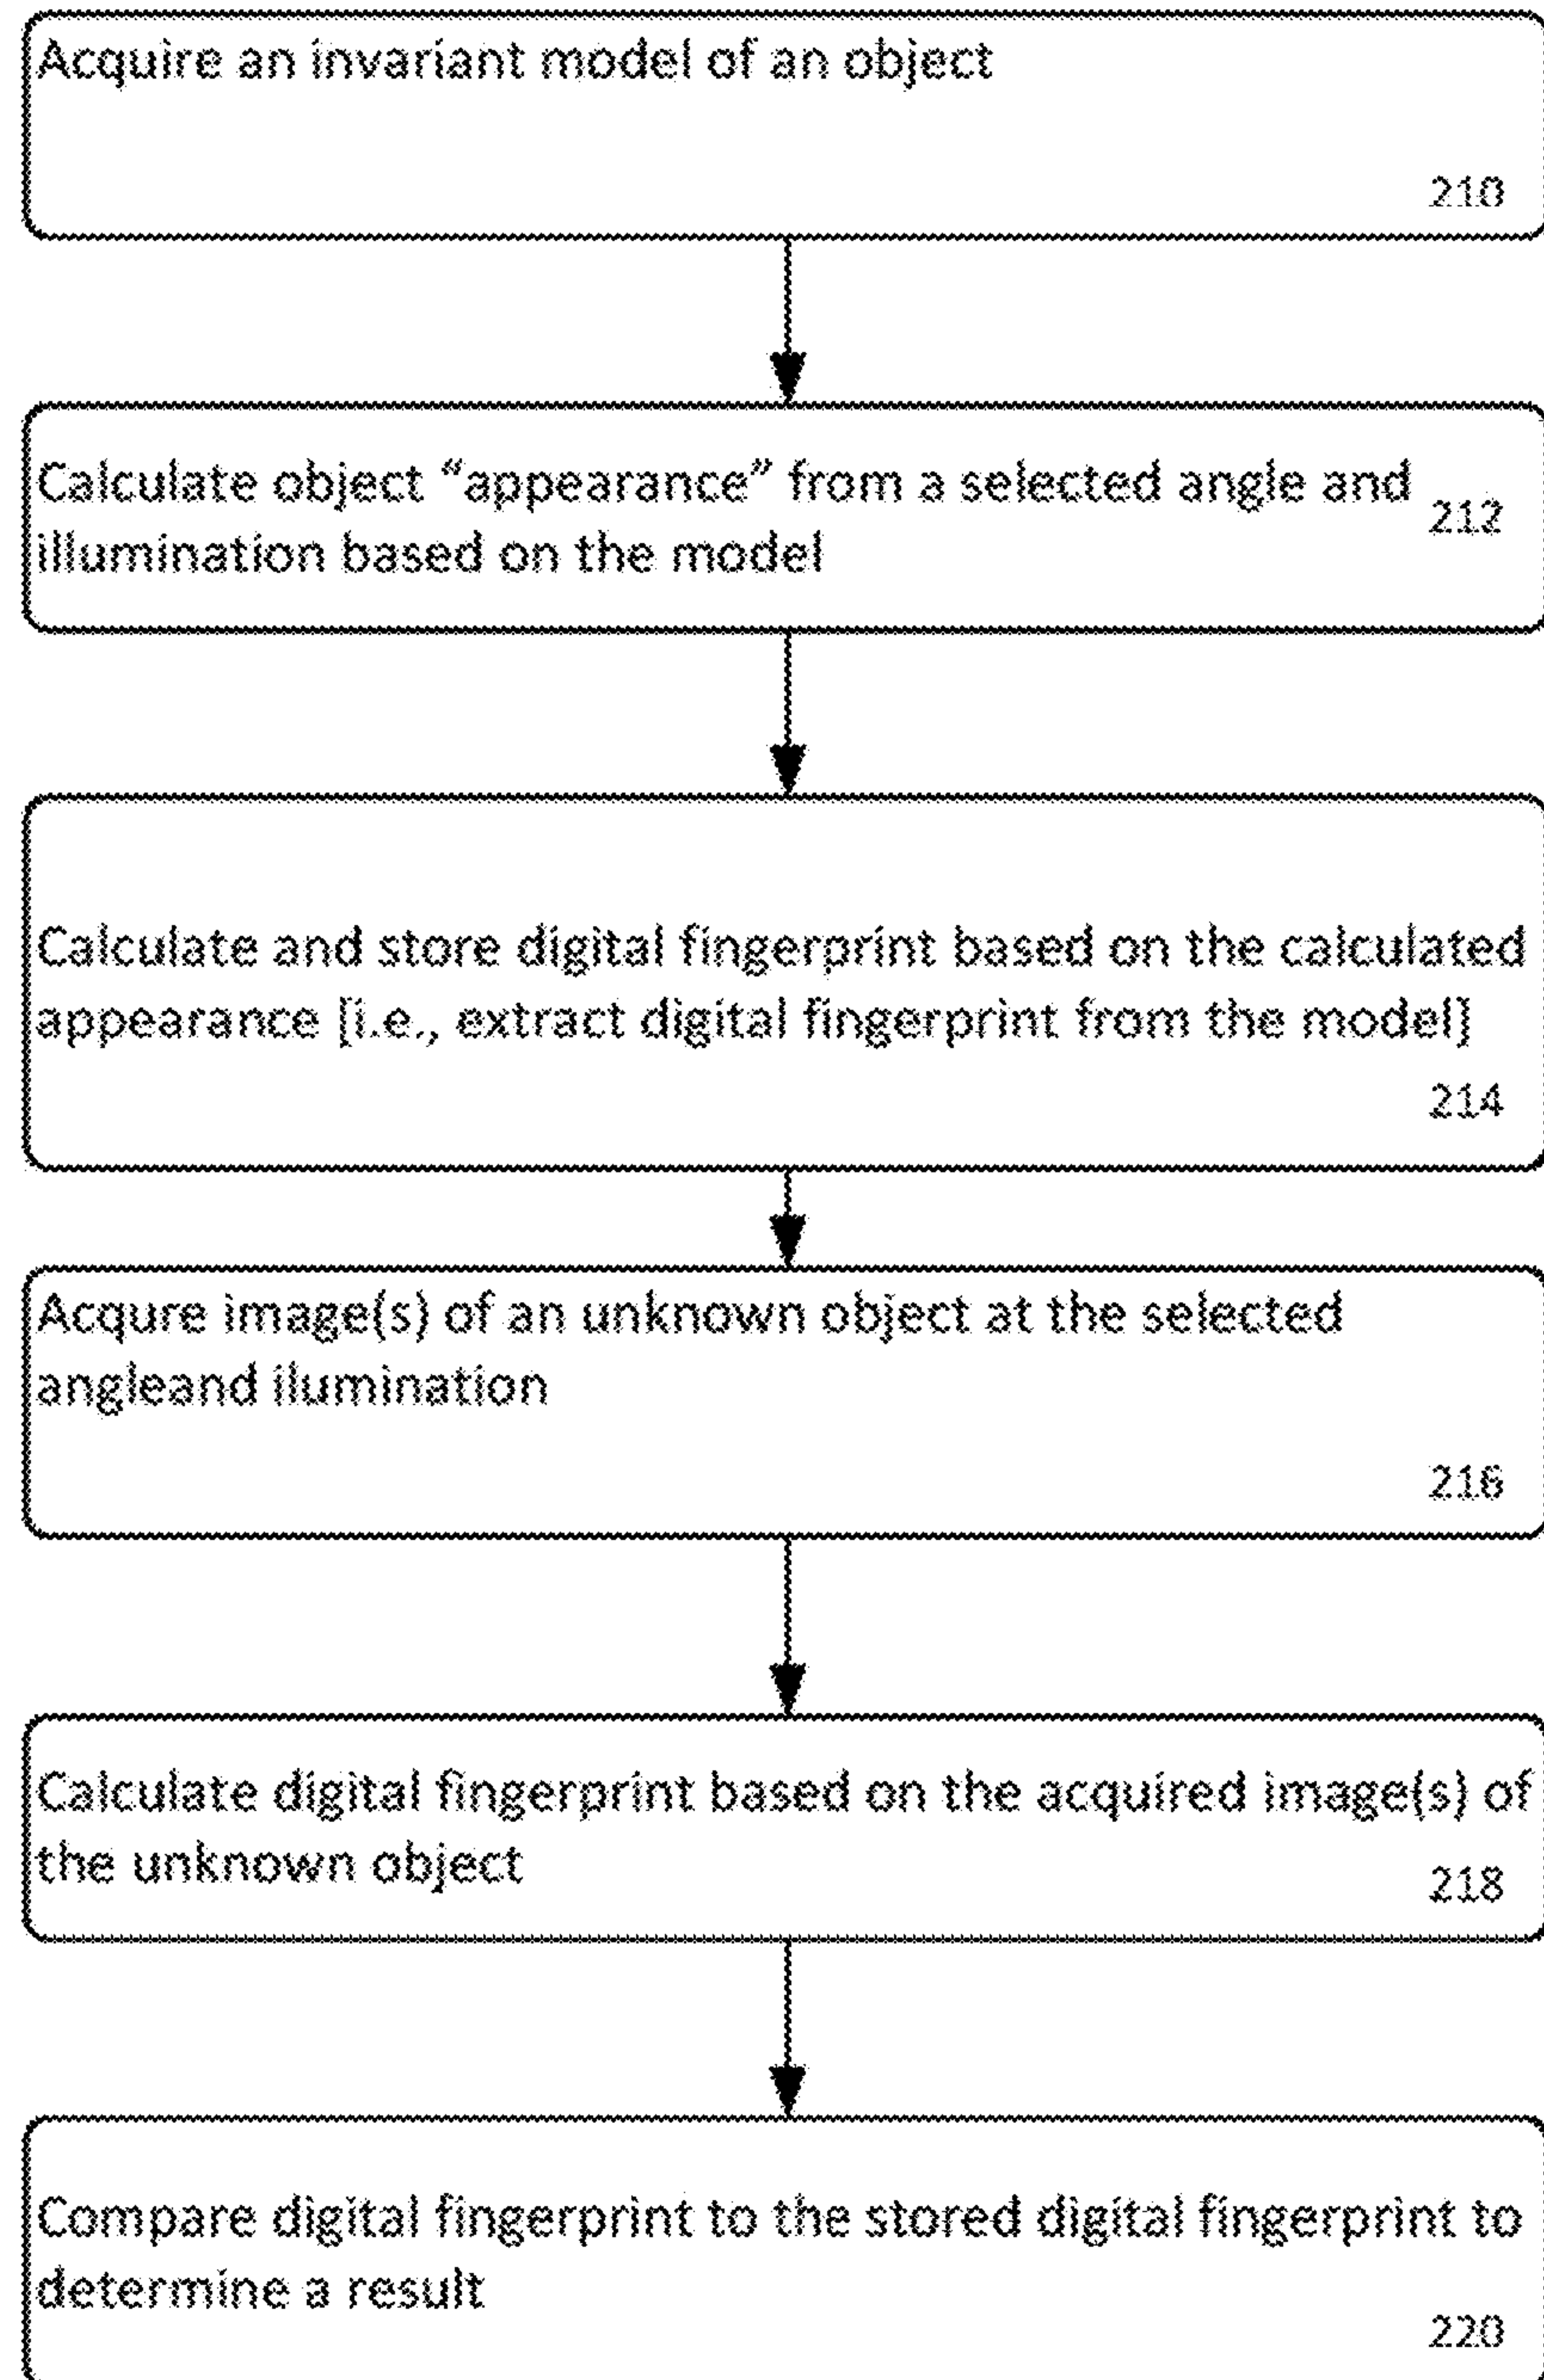 Acquire an invariant model of an object
210
Calculate object “appearance” from a selected angle and
212
illumination based on the model
Calculate and store digital fingerprint based on the calculated
appearance [i.e., extract digital fingerprint from the model]
214
Acqure image(s) of an unknown object at the selected
angleand ilumination
216
Calculate digital fingerprint based on the acquired image(s) of
the unknown object
218
Compare digital fingerprint to the stored digital fingerprint to
determine a result
220